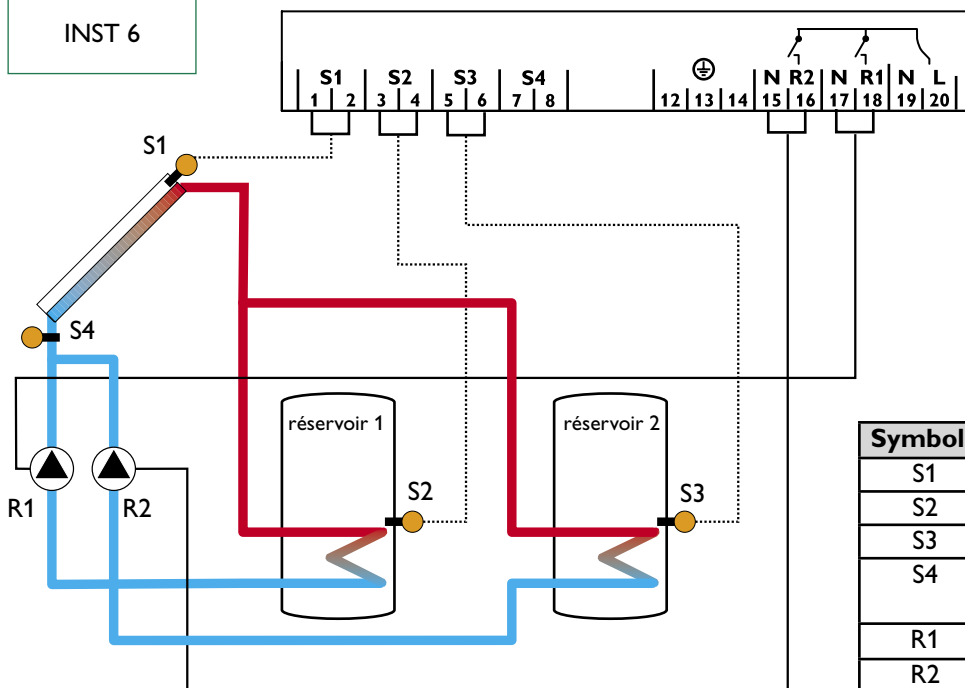 INST 6
S1 S2 S3 S4 N R2 N R1 N L
1 2 3 4 5 6 7 8 12 13 14 15 16 17 18 19 20
S1
S4
réservoir 1
réservoir 2
S2
S3
R1
R2
Symbol
S1
S2
S3
S4
R1
R2